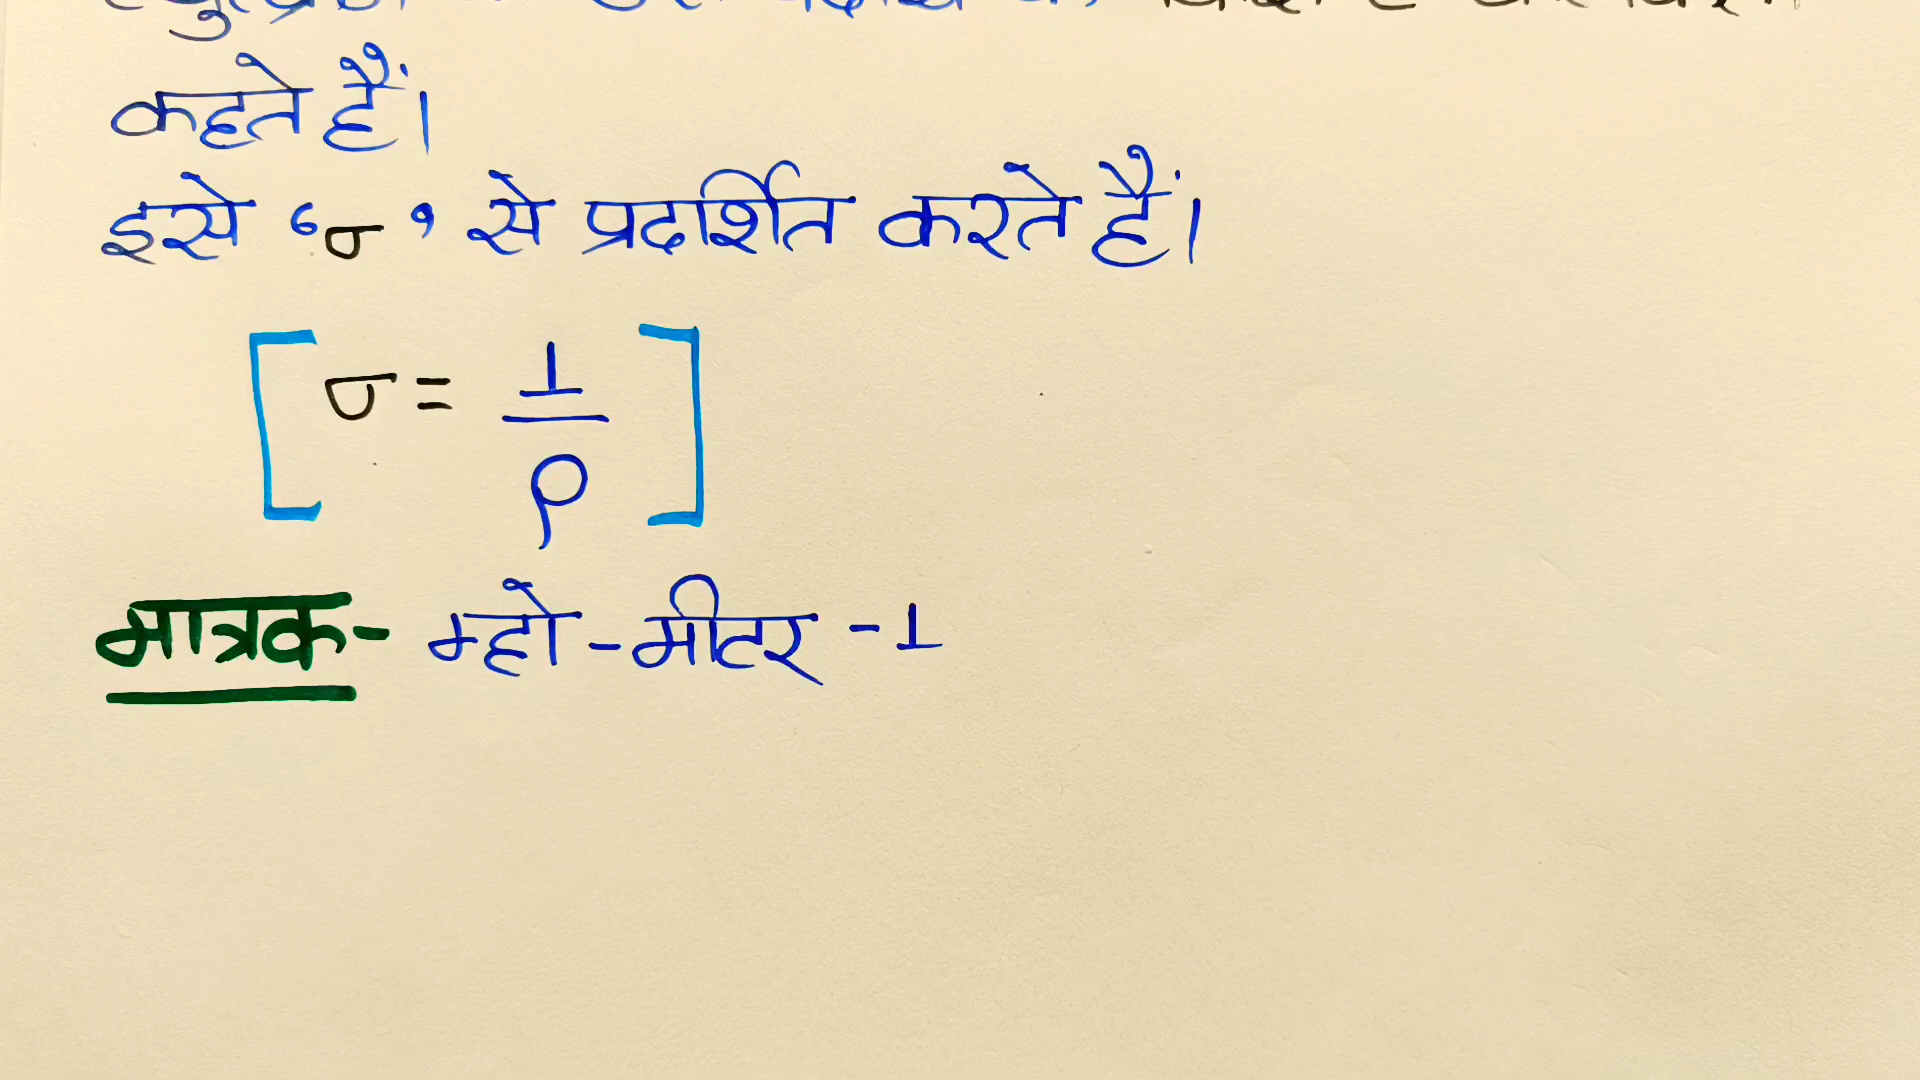 कहते हैं।
इसे 'σ' से प्रदर्शित करते हैं।
[σ = 1/ρ]
मात्रक- म्हो -मीटर -1